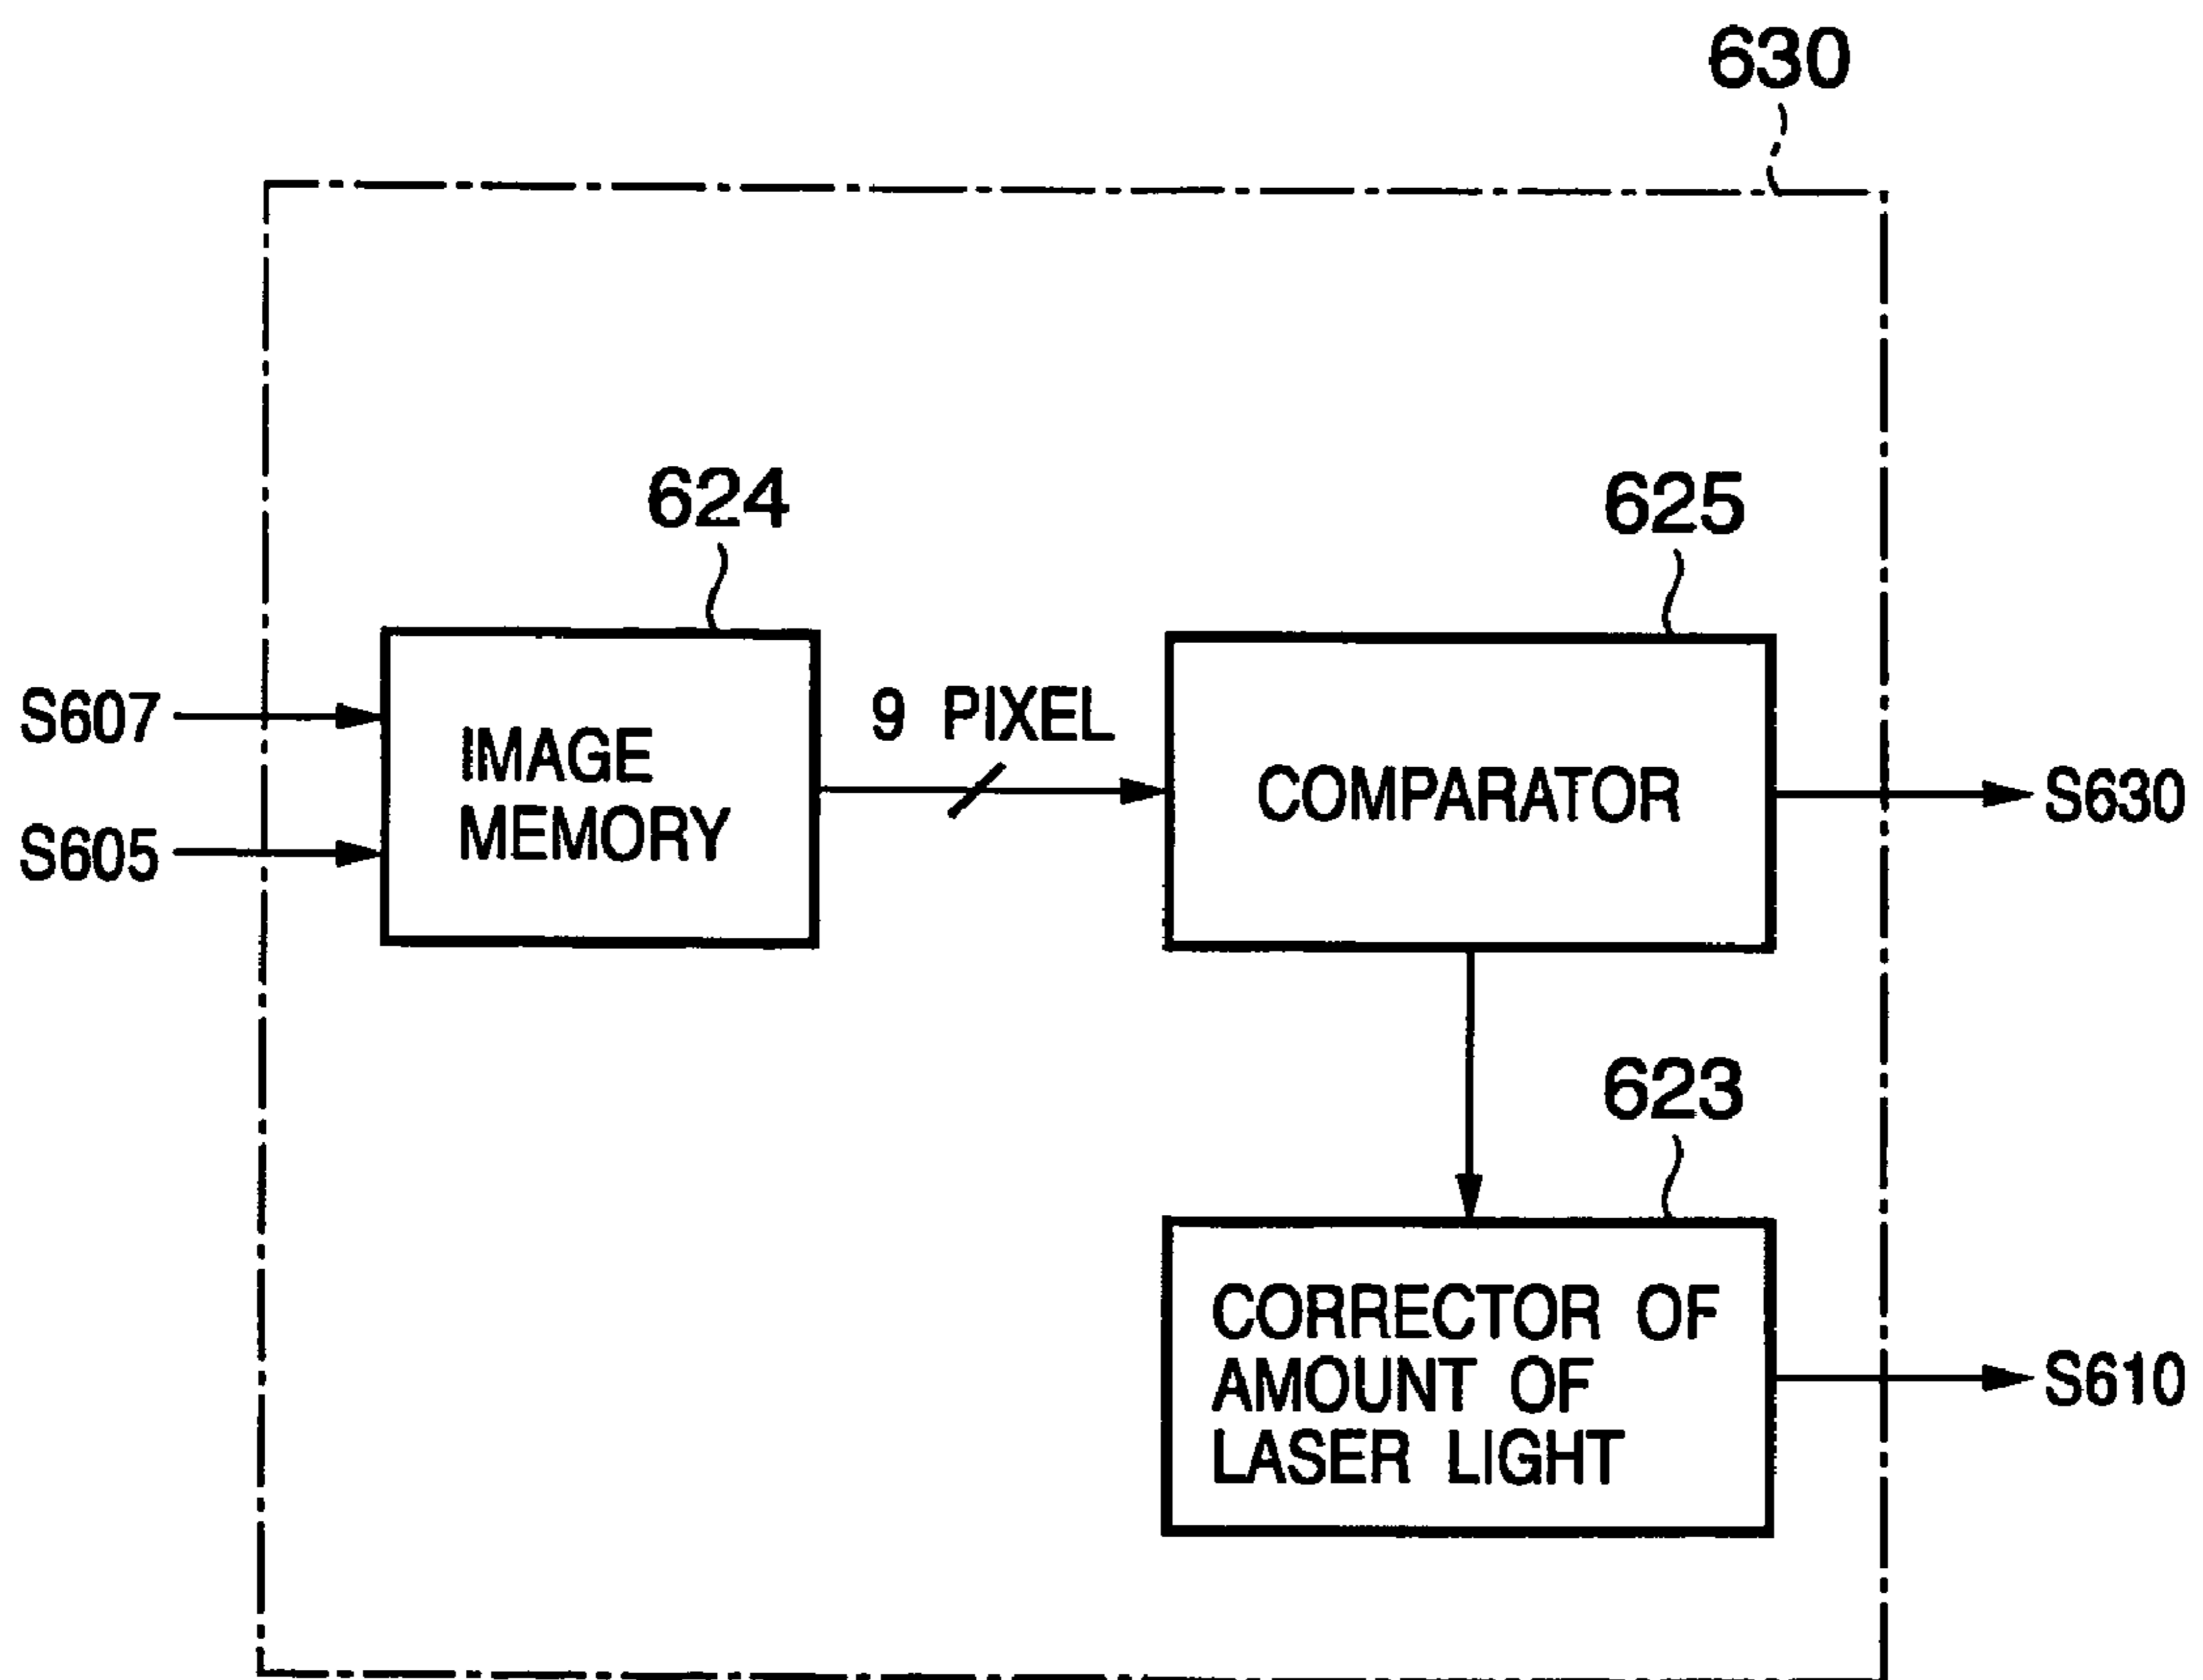 630
624
625
S607
9 PIXEL
IMAGE
MEMORY
COMPARATOR
S630
S605
623
CORRECTOR OF
AMOUNT OF
LASER LIGHT
S610